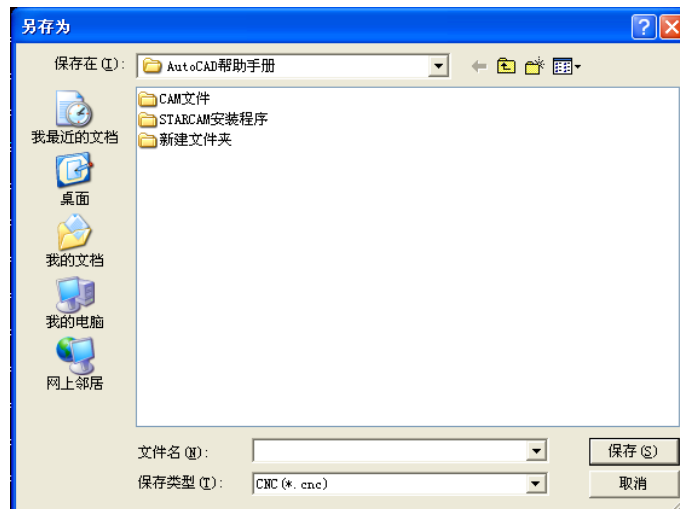 另存为
保存在(I):
AutoCAD帮助手册
CAM文件
STARCAM安装程序
新建文件夹
我最近的文档
桌面
我的文档
我的电脑
网上邻居
文件名(N):
保存(S)
保存类型(T):
CNC(*.cnc)
取消